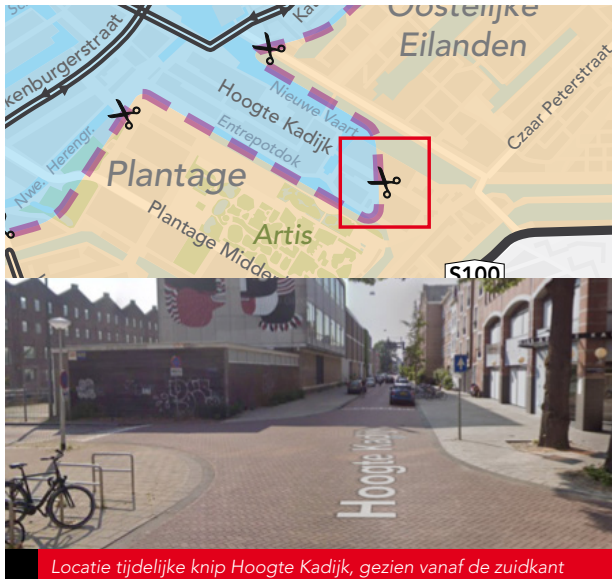 Oostelijke
Eilanden
kenburgerstraat
Ka
Hoogte Kadijk
Nieuwe Vaart
Entrepotdok
Czaar Peterstraat
Nwe. Herengr.
Plantage
Plantage Midde
Artis
S100
Hoogte Kadijk
Locatie tijdelijke knip Hoogte Kadijk, gezien vanaf de zuidkant